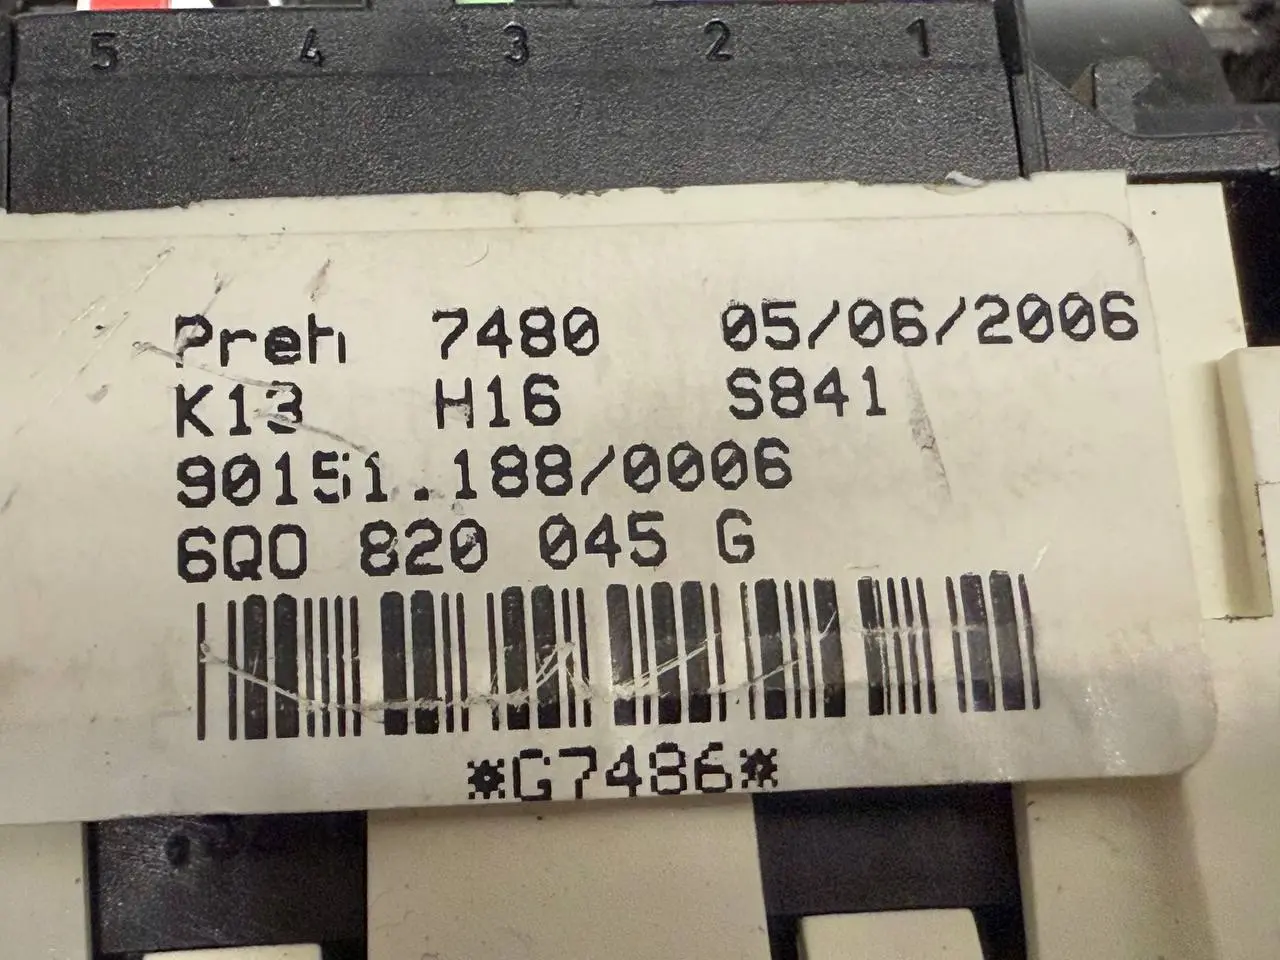 5 4 3 2 1
Preh 7480 05/06/2006
K13 H16 S841
90151.188/0006
6Q0 820 045 G
*G7486*